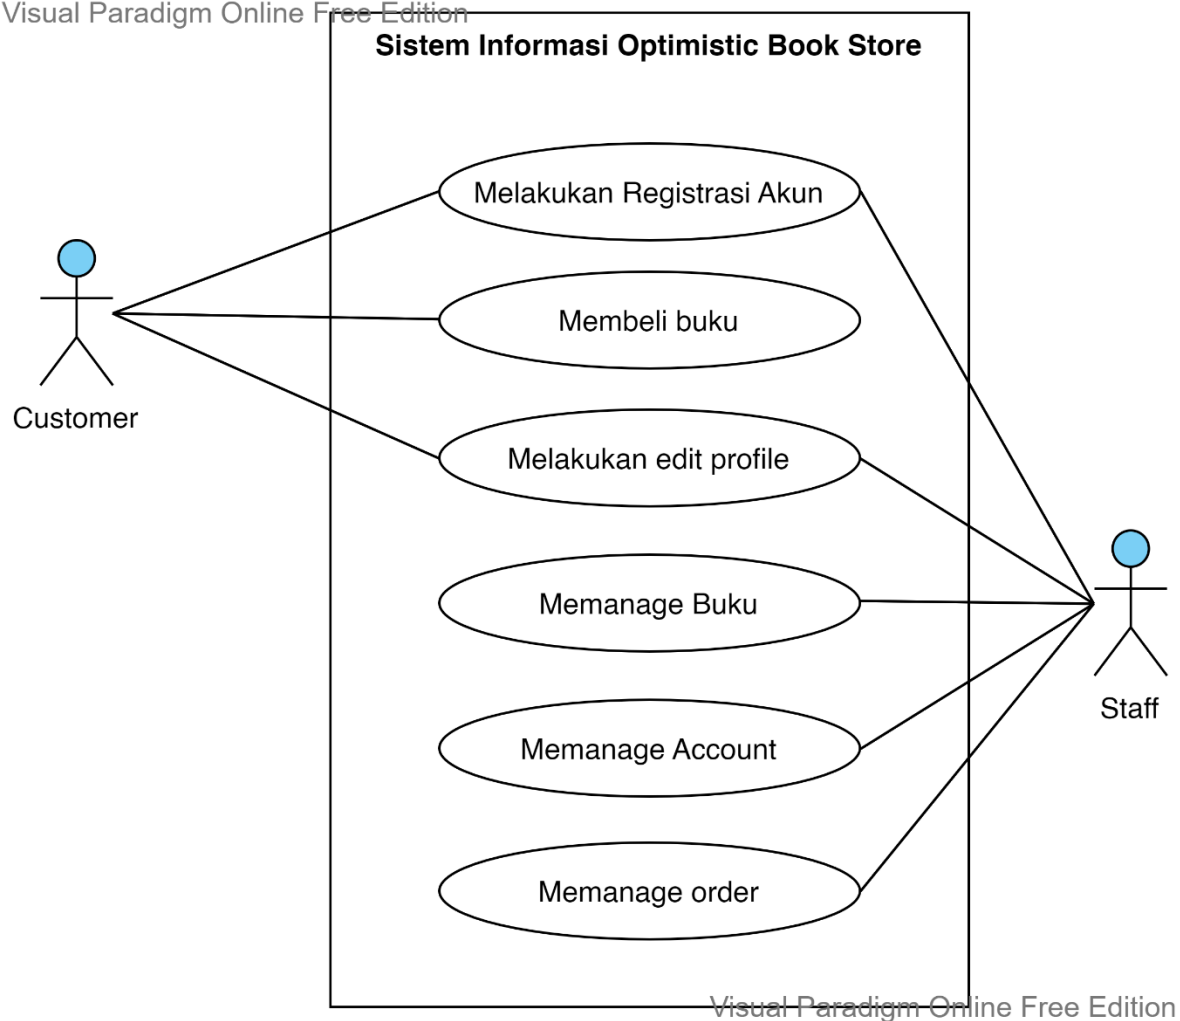 Visual Paradigm Online Free Edition
Sistem Informasi Optimistic Book Store
Melakukan Registrasi Akun
Membeli buku
Customer
Melakukan edit profile
Memanage Buku
Staff
Memanage Account
Memanage order
Visual Paradigm Online Free Edition